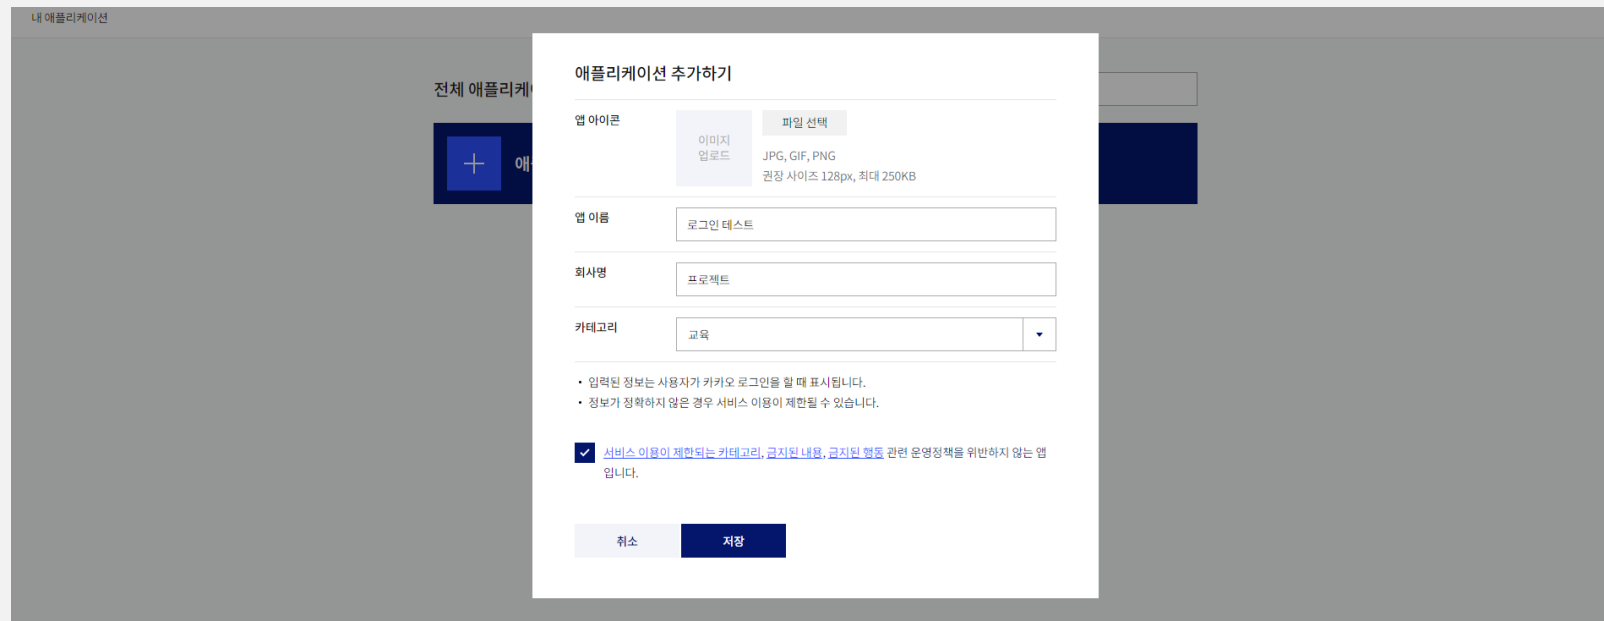 내 애플리케이션
전체 애플리케
애
애플리케이션 추가하기
앱 아이콘
이미지
업로드
파일 선택
JPG, GIF, PNG
권장 사이즈 128px, 최대 250KB
앱 이름
로그인 테스트
회사명
프로젝트
카테고리
교육
• 입력된 정보는 사용자가 카카오 로그인을 할 때 표시됩니다.
• 정보가 정확하지 않은 경우 서비스 이용이 제한될 수 있습니다.
서비스 이용이 제한되는 카테고리, 금지된 내용, 금지된 행동 관련 운영정책을 위반하지 않는 앱
입니다.
취소
저장